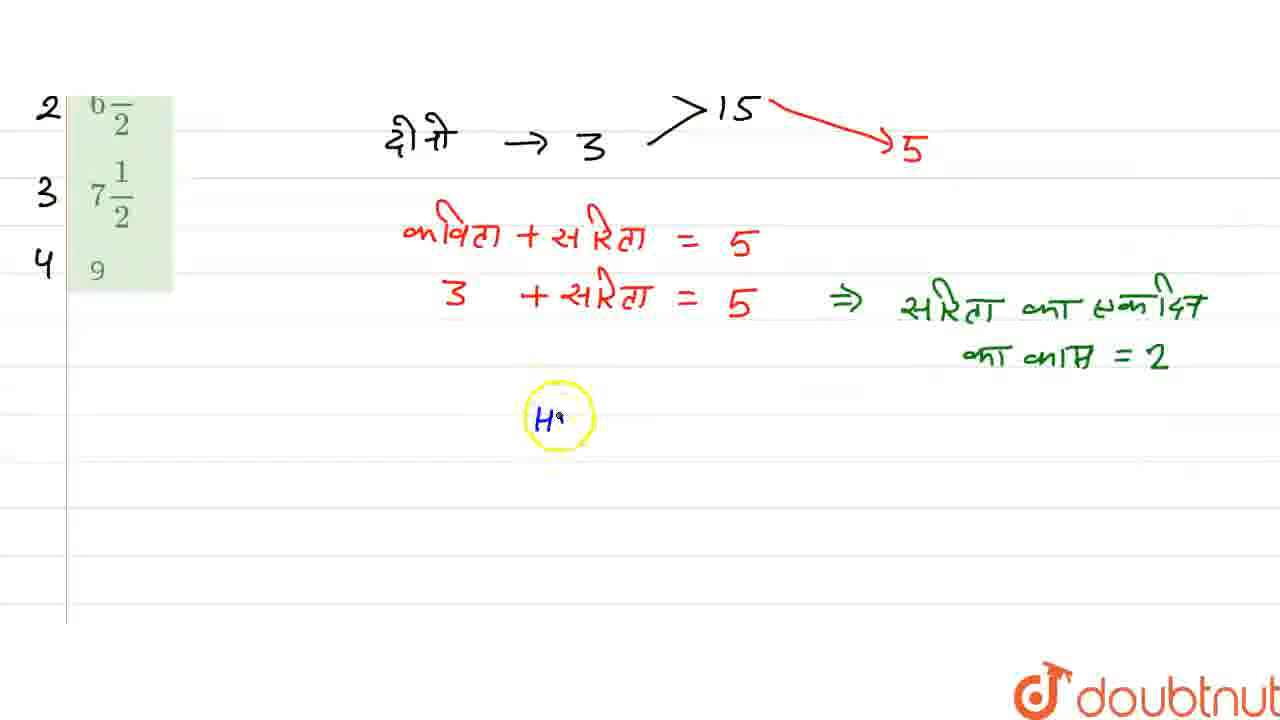 2 6 1/2
दोनो → 3 > 15 → 5
3 7 1/2
कविता + सरिता = 5
4 9
3 + सरिता = 5 ⇒ सरिता का एकदिन
का काम = 2
doubtnut